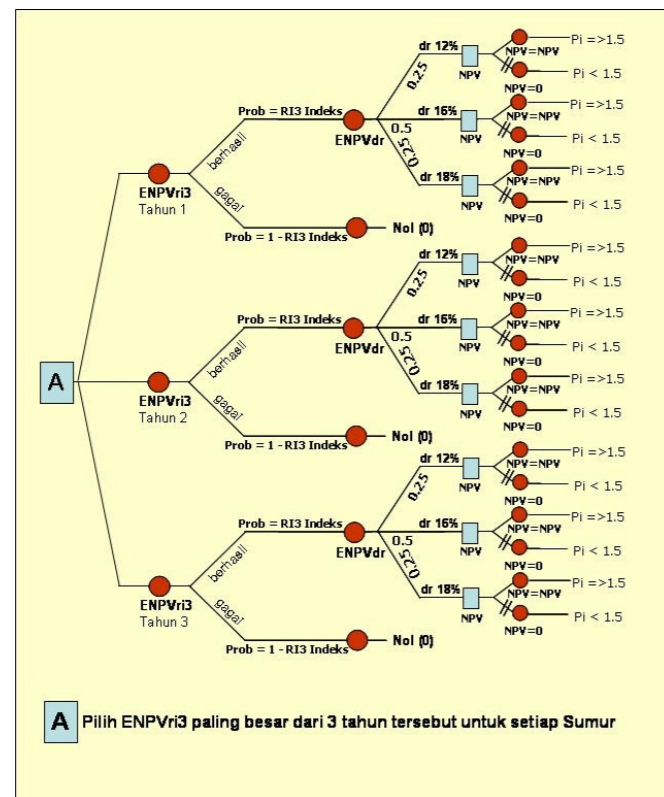 dr 12%
0.25
NPV
Pi =>1.5
NPV=NPV
Pi < 1.5
NPV=0
Prob = RI3 Indeks
berhasil
ENPVdr
dr 16%
0.5
NPV
Pi =>1.5
NPV=NPV
Pi < 1.5
NPV=0
0.25
dr 18%
NPV
Pi =>1.5
NPV=NPV
Pi < 1.5
NPV=0
ENPVri3
Tahun 1
gagal
Prob = 1 - RI3 Indeks
Nol (0)
dr 12%
0.25
NPV
Pi =>1.5
NPV=NPV
Pi < 1.5
NPV=0
Prob = RI3 Indeks
berhasil
ENPVdr
dr 16%
0.5
NPV
Pi =>1.5
NPV=NPV
Pi < 1.5
NPV=0
0.25
dr 18%
NPV
Pi =>1.5
NPV=NPV
Pi < 1.5
NPV=0
A
ENPVri3
Tahun 2
gagal
Prob = 1 - RI3 Indeks
Nol (0)
dr 12%
0.25
NPV
Pi =>1.5
NPV=NPV
Pi < 1.5
NPV=0
Prob = RI3 Indeks
berhasil
ENPVdr
dr 16%
0.5
NPV
Pi =>1.5
NPV=NPV
Pi < 1.5
NPV=0
0.25
dr 18%
NPV
Pi =>1.5
NPV=NPV
Pi < 1.5
NPV=0
ENPVri3
Tahun 3
gagal
Prob = 1 - RI3 Indeks
Nol (0)
A Pilih ENPVri3 paling besar dari 3 tahun tersebut untuk setiap Sumur